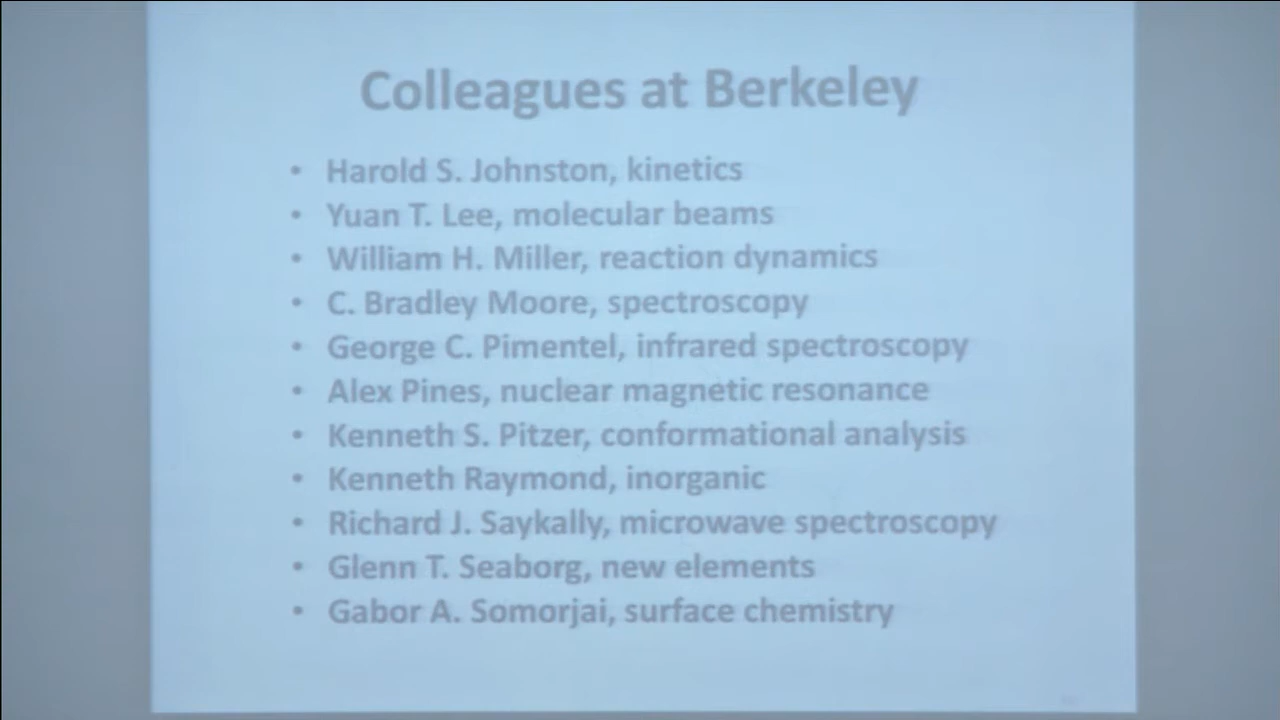 Colleagues at Berkeley
• Harold S. Johnston, kinetics
• Yuan T. Lee, molecular beams
• William H. Miller, reaction dynamics
• C. Bradley Moore, spectroscopy
• George C. Pimentel, infrared spectroscopy
• Alex Pines, nuclear magnetic resonance
• Kenneth S. Pitzer, conformational analysis
• Kenneth Raymond, inorganic
• Richard J. Saykally, microwave spectroscopy
• Glenn T. Seaborg, new elements
• Gabor A. Somorjai, surface chemistry